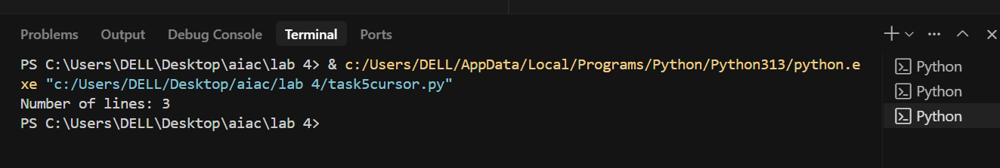 Problems Output Debug Console Terminal Ports
PS C:\Users\DELL\Desktop\aiac\lab 4> & c:/Users/DELL/AppData/Local/Programs/Python/Python313/python.e
xe "c:/Users/DELL/Desktop/aiac/lab 4/task5cursor.py"
Number of lines: 3
PS C:\Users\DELL\Desktop\aiac\lab 4>
Python
Python
Python